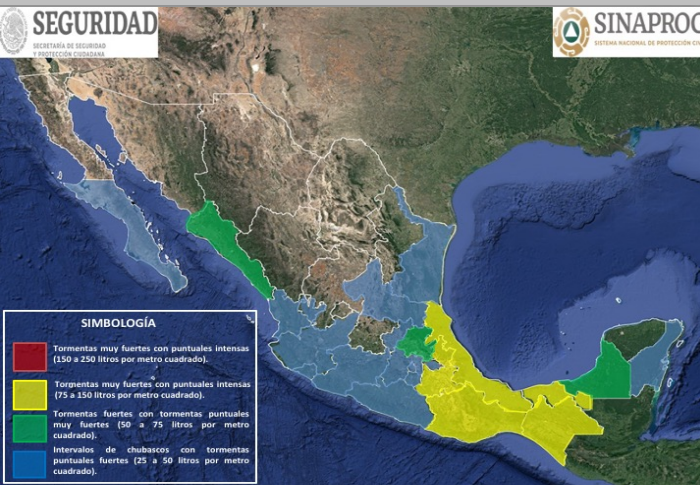 SEGURIDAD
SECRETARÍA DE SEGURIDAD
Y PROTECCIÓN CIUDADANA
SINAPROC
SISTEMA NACIONAL DE PROTECCIÓN
SIMBOLOGÍA
Tormentas muy fuertes con puntuales intensas
(150 a 250 litros por metro cuadrado).
Tormentas muy fuertes con puntuales intensas
(75 a 150 litros por metro cuadrado).
Tormentas fuertes con tormentas puntuales
muy fuertes (50 a 75 litros por metro
cuadrado).
Intervalos de chubascos con tormentas
puntuales fuertes (25 a 50 litros por metro
cuadrado).